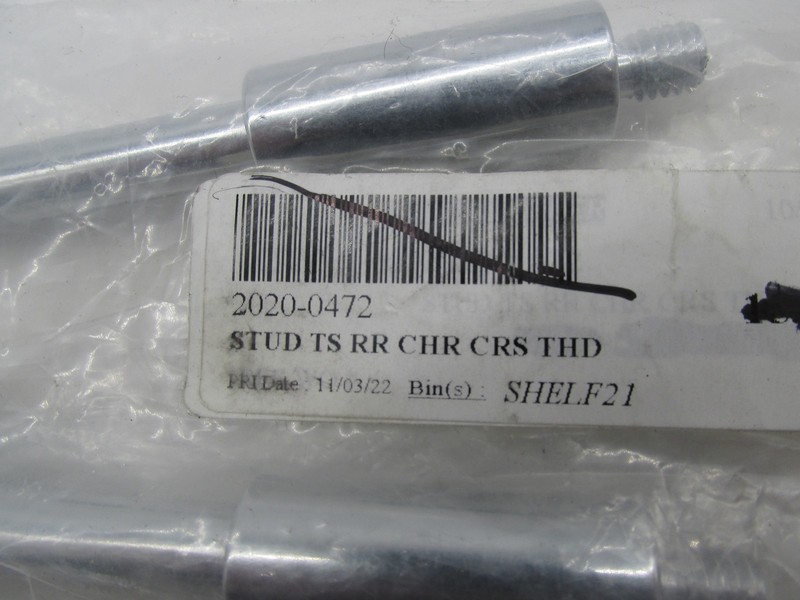 2020-0472
STUD TS RR CHR CRS THD
PRI Date : 11/03/22 Bin(s) : SHELF21